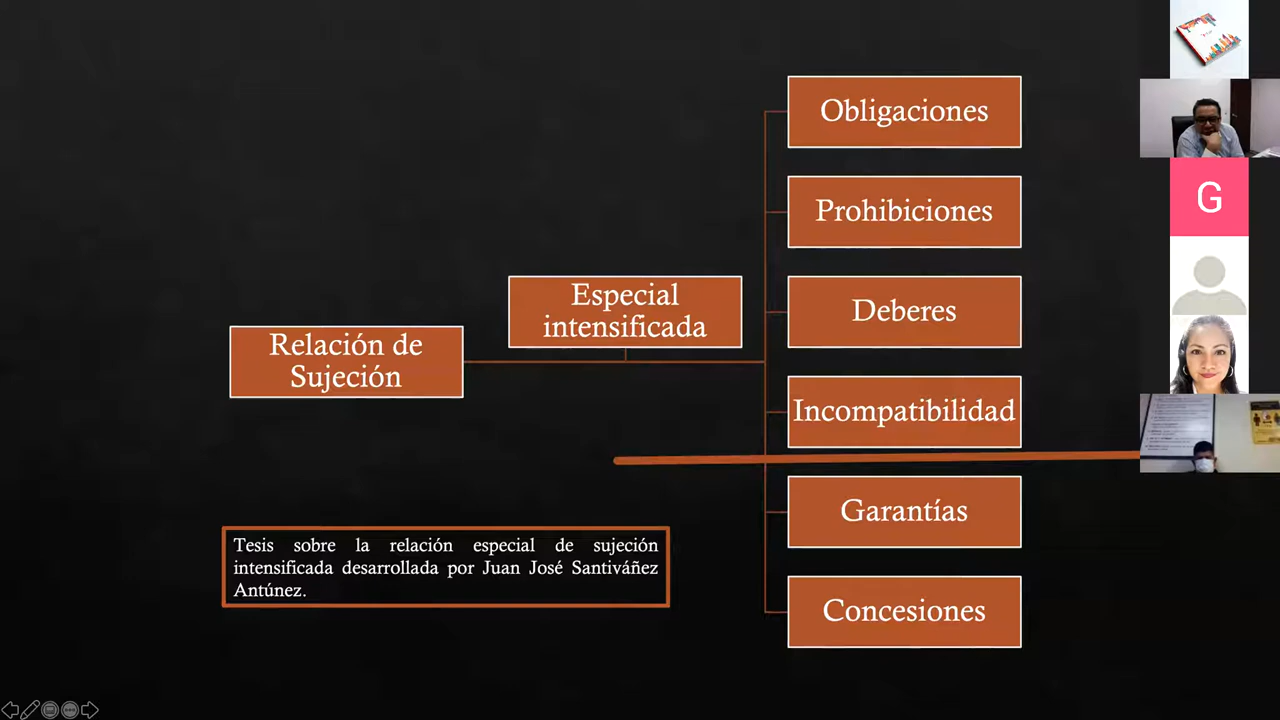 Obligaciones
Prohibiciones
Especial
intensificada
Deberes
Relación de
Sujeción
Incompatibilidad
Garantías
Concesiones
Tesis sobre la relación especial de sujeción
intensificada desarrollada por Juan José Santiváñez
Antúnez.
G